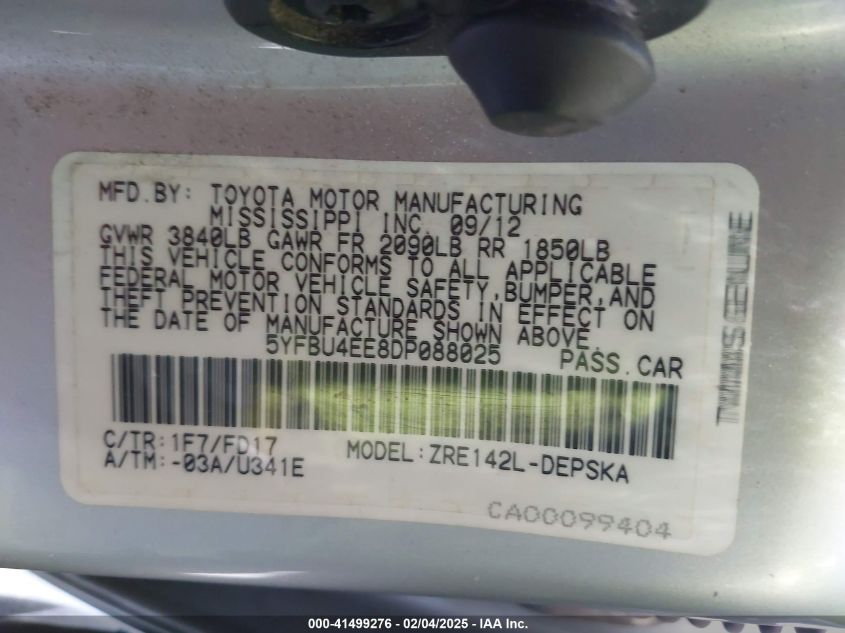 MFD.BY: TOYOTA MOTOR MANUFACTURING
MISSISSIPPI INC. 09/12
GVWR 3840LB GAWR FR 2090LB RR 1850LB
THIS VEHICLE CONFORMS TO ALL APPLICABLE
FEDERAL MOTOR VEHICLE SAFETY,BUMPER,AND
THEFT PREVENTION STANDARDS IN EFFECT ON
THE DATE OF MANUFACTURE SHOWN ABOVE.
5YFBU4EE8DP088025 PASS.CAR
C/TR:1F7/FD17 MODEL:ZRE142L-DEPSKA
A/TM:-03A/U341E
CA00099404
GENUINE
000-41499276 - 02/04/2025 - IAA Inc.